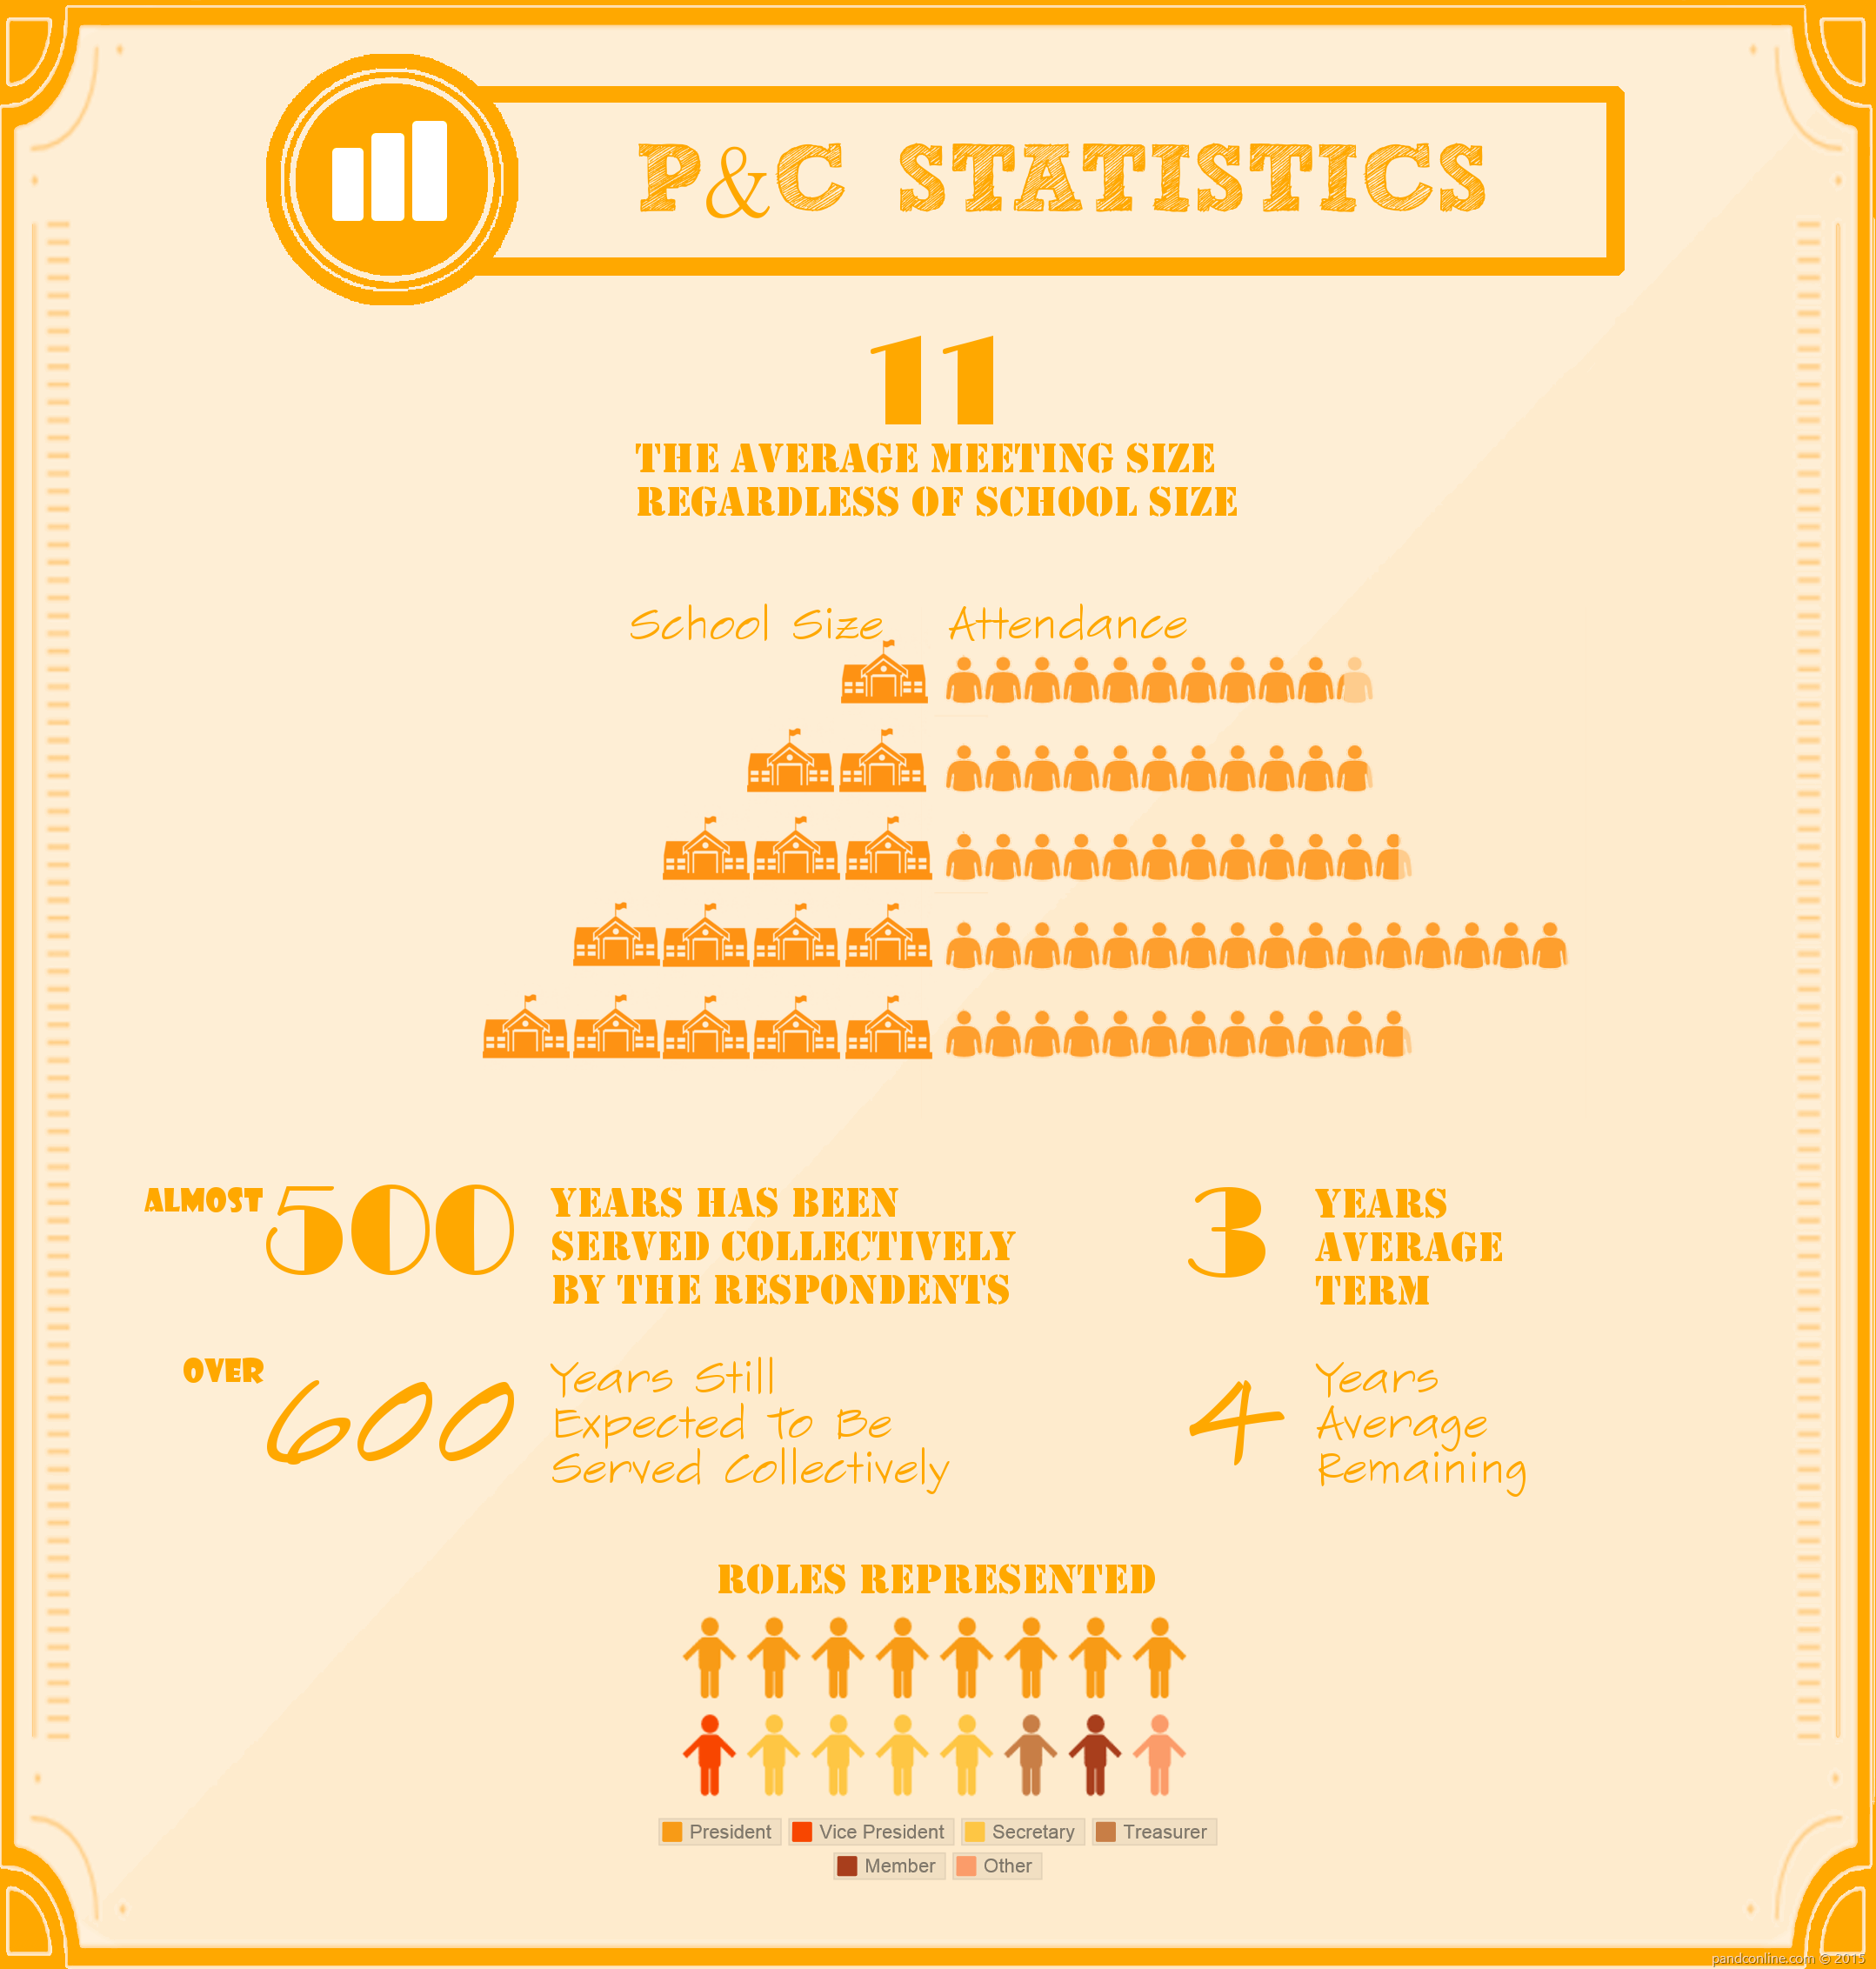 P&C STATISTICS
11
THE AVERAGE MEETING SIZE
REGARDLESS OF SCHOOL SIZE
School Size Attendance
ALMOST 500 YEARS HAS BEEN
SERVED COLLECTIVELY
BY THE RESPONDENTS
3 YEARS
AVERAGE
TERM
OVER 600 Years Still
Expected To Be
Served Collectively
4 Years
Average
Remaining
ROLES REPRESENTED
President Vice President Secretary Treasurer
Member Other
pandconline.com © 2015